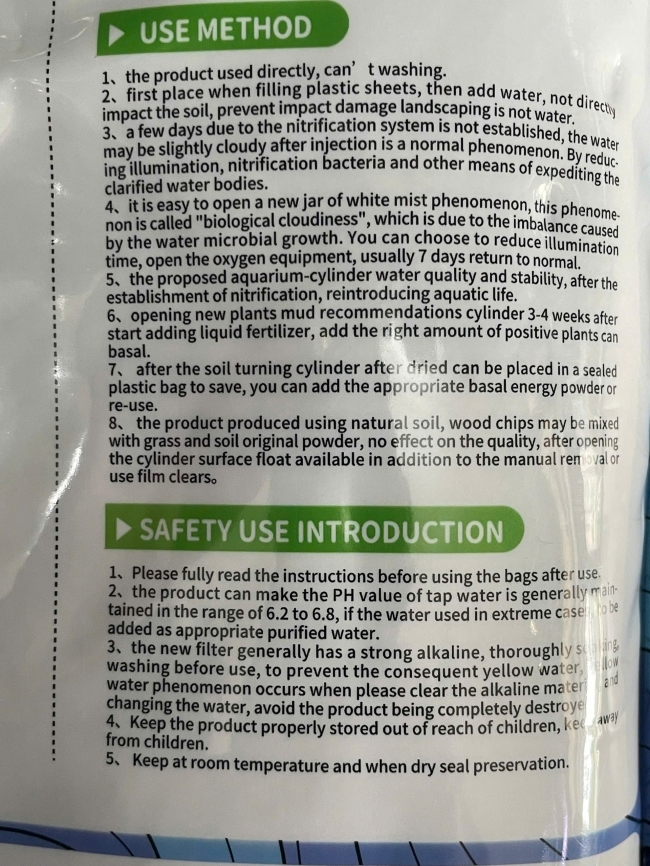 USE METHOD
1、the product used directly, can't washing.
2、first place when filling plastic sheets, then add water, not directly
impact the soil, prevent impact damage landscaping is not water.
3、a few days due to the nitrification system is not established, the water
may be slightly cloudy after injection is a normal phenomenon. By reduc-
ing illumination, nitrification bacteria and other means of expediting the
clarified water bodies.
4、it is easy to open a new jar of white mist phenomenon, this phenome-
non is called "biological cloudiness", which is due to the imbalance caused
by the water microbial growth. You can choose to reduce illumination
time, open the oxygen equipment, usually 7 days return to normal.
5、the proposed aquarium-cylinder water quality and stability, after the
establishment of nitrification, reintroducing aquatic life.
6、opening new plants mud recommendations cylinder 3-4 weeks after
start adding liquid fertilizer, add the right amount of positive plants can
basal.
7、after the soil turning cylinder after dried can be placed in a sealed
plastic bag to save, you can add the appropriate basal energy powder or
re-use.
8、the product produced using natural soil, wood chips may be mixed
with grass and soil original powder, no effect on the quality, after opening
the cylinder surface float available in addition to the manual removal or
use film clears。
SAFETY USE INTRODUCTION
1、Please fully read the instructions before using the bags after use.
2、the product can make the PH value of tap water is generally main-
tained in the range of 6.2 to 6.8, if the water used in extreme cases, to be
added as appropriate purified water.
3、the new filter generally has a strong alkaline, thoroughly
washing before use, to prevent the consequent yellow water, yellow
water phenomenon occurs when please clear the alkaline and
changing the water, avoid the product being completely
4、Keep the product properly stored out of reach of children, keep away
from children.
5、Keep at room temperature and when dry seal preservation.